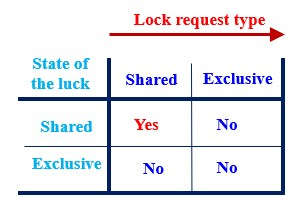 Lock request type
State of
the luck
Shared Exclusive
Shared Yes No
Exclusive No No